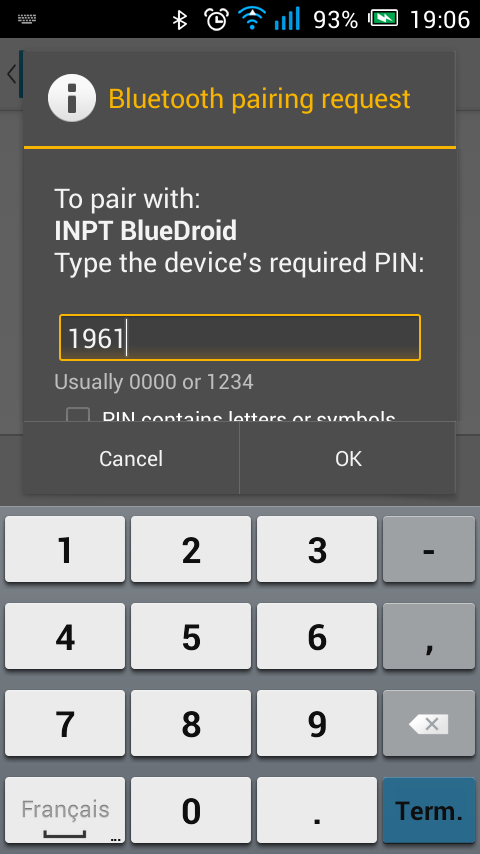 93% 19:06
Bluetooth pairing request
To pair with:
INPT BlueDroid
Type the device's required PIN:
1961
Usually 0000 or 1234
PIN contains letters or symbols
Cancel OK
1 2 3 -
4 5 6 ,
7 8 9
Français 0 . Term.
...